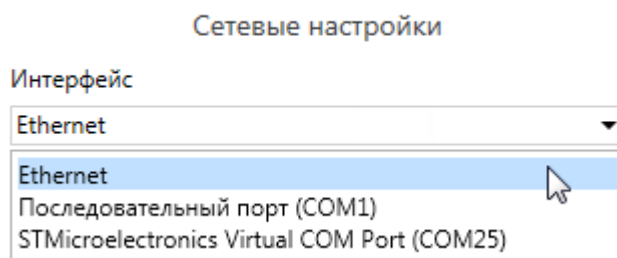 Сетевые настройки
Интерфейс
Ethernet
Ethernet
Последовательный порт (COM1)
STMicroelectronics Virtual COM Port (COM25)